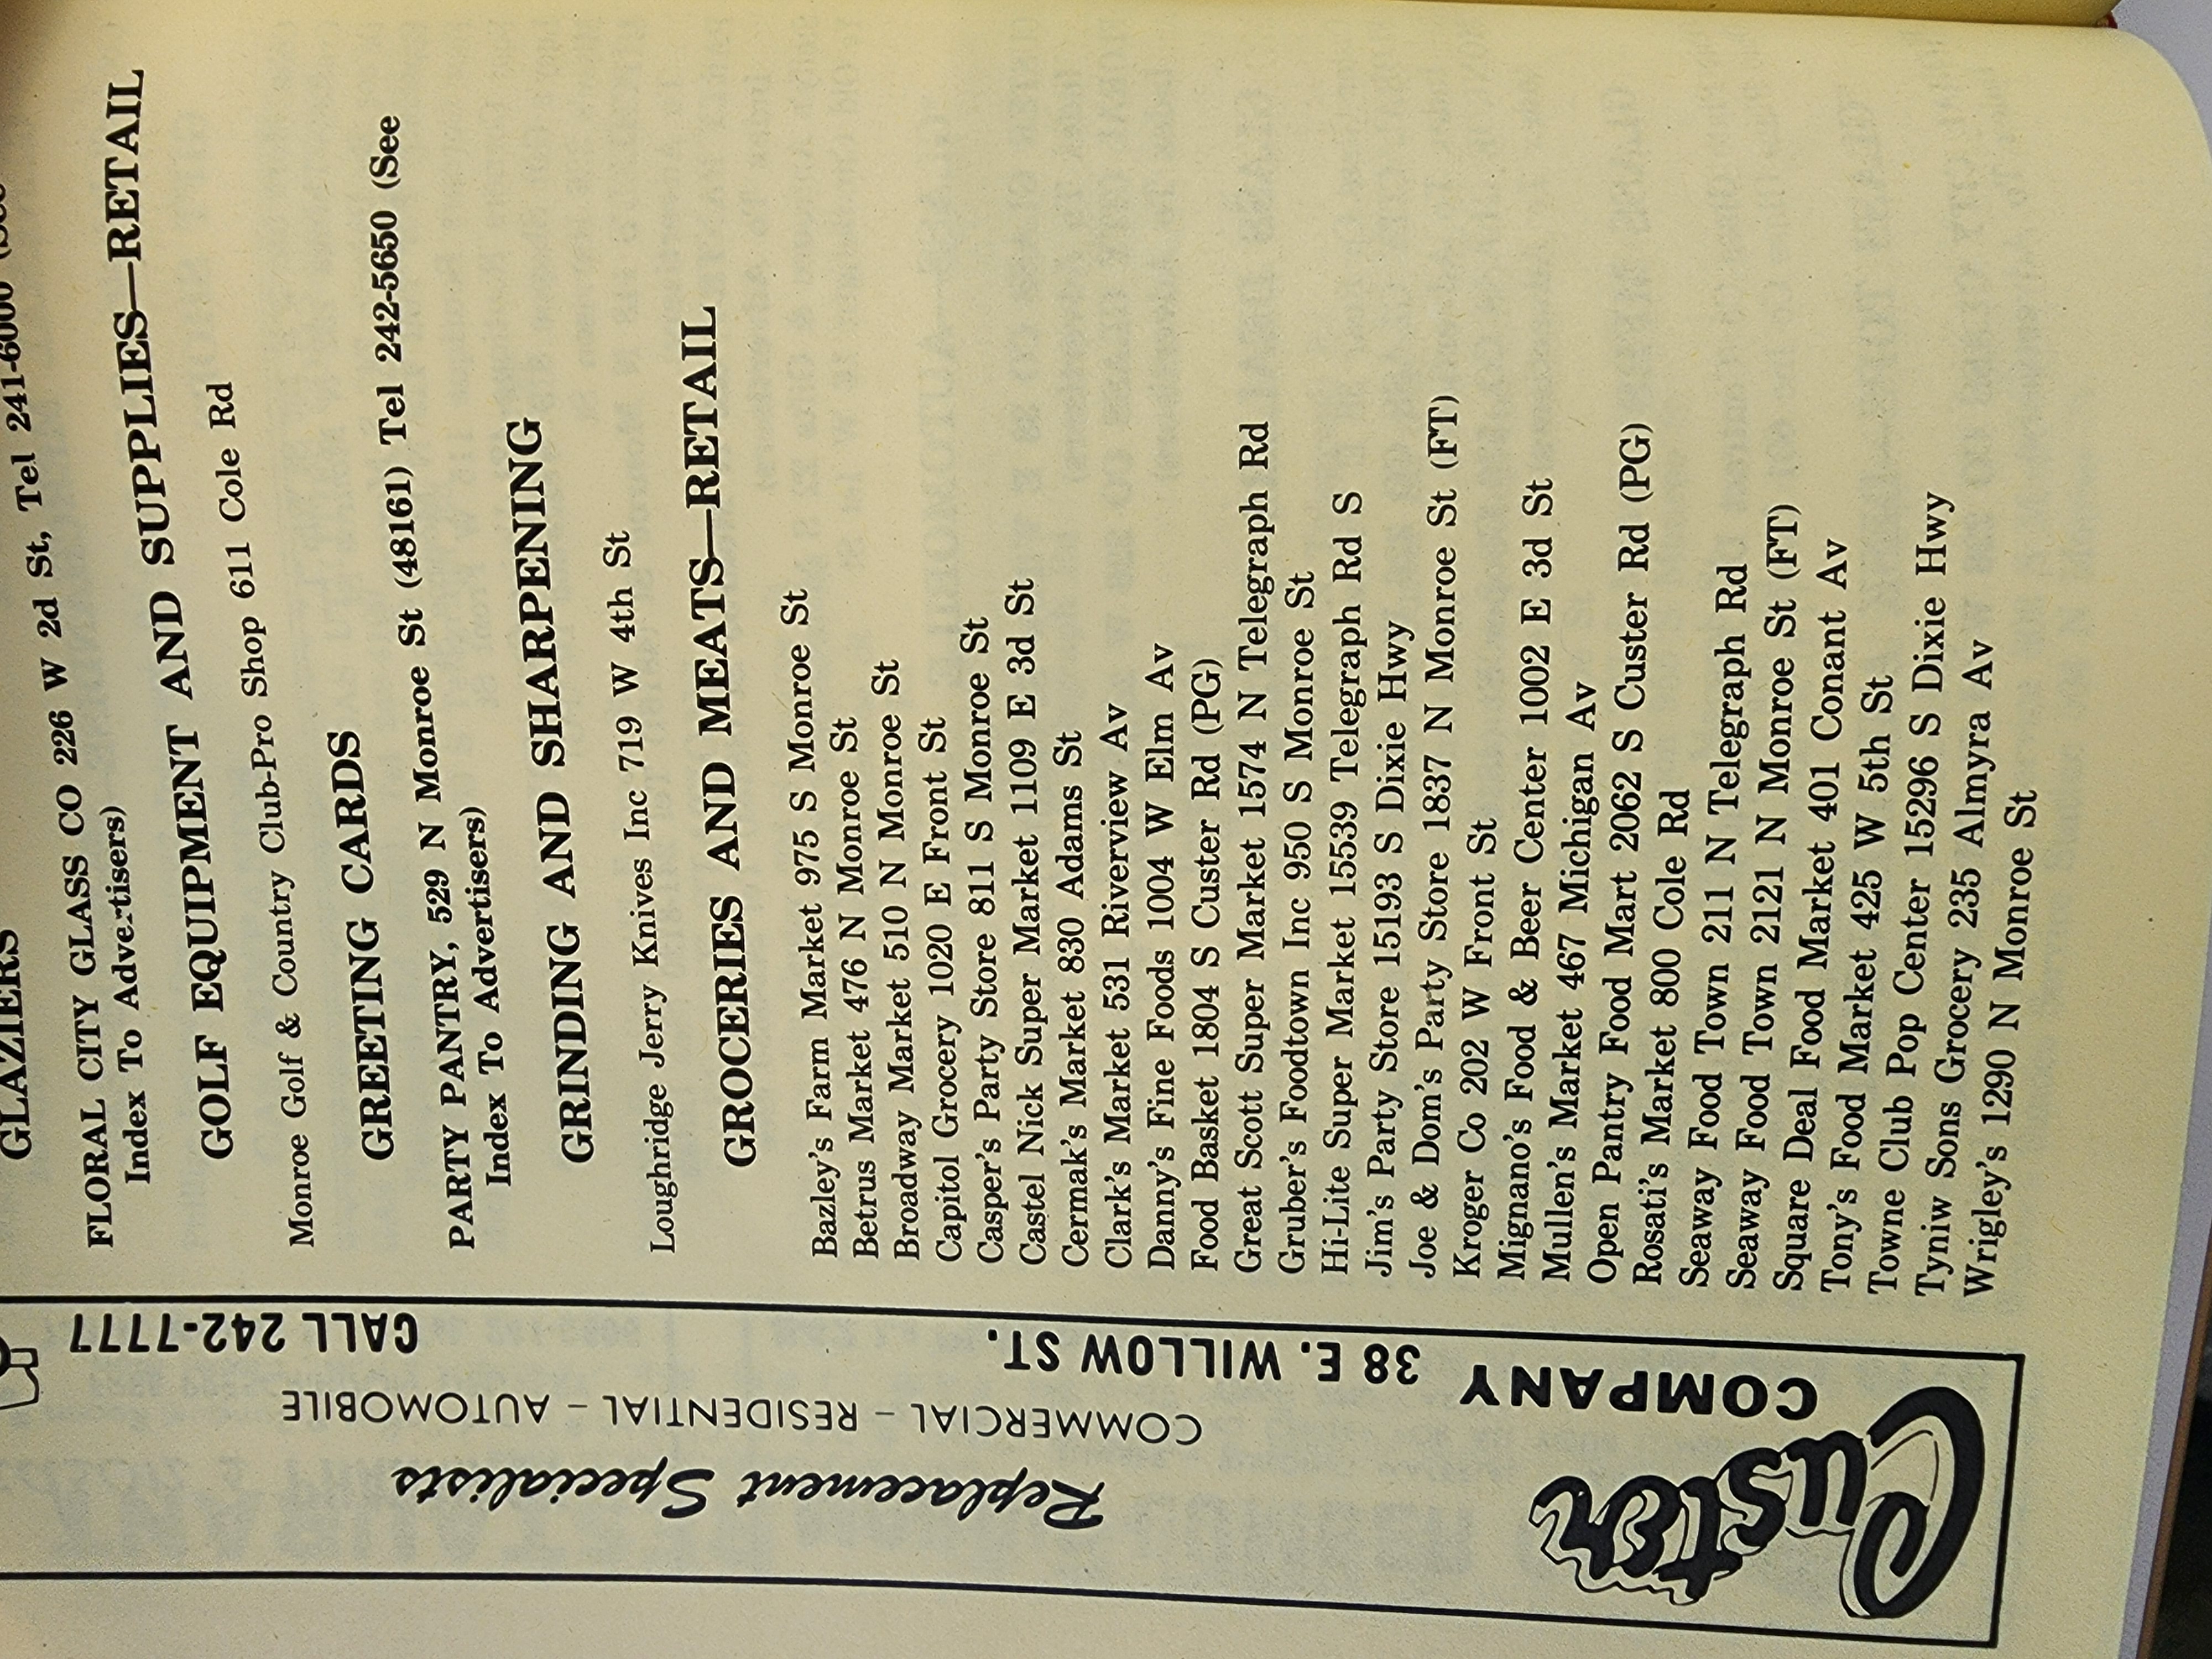 GLAZIERS
FLORAL CITY GLASS CO 226 W 2d St, Tel 241-6000 (See
Index To Advertisers)
GOLF EQUIPMENT AND SUPPLIES—RETAIL
Monroe Golf & Country Club-Pro Shop 611 Cole Rd
GREETING CARDS
PARTY PANTRY, 529 N Monroe St (48161) Tel 242-5650 (See
Index To Advertisers)
GRINDING AND SHARPENING
Loughridge Jerry Knives Inc 719 W 4th St
GROCERIES AND MEATS—RETAIL
Bazley's Farm Market 975 S Monroe St
Betrus Market 476 N Monroe St
Broadway Market 510 N Monroe St
Capitol Grocery 1020 E Front St
Casper's Party Store 811 S Monroe St
Castel Nick Super Market 1109 E 3d St
Cermak's Market 830 Adams St
Clark's Market 531 Riverview Av
Danny's Fine Foods 1004 W Elm Av
Food Basket 1804 S Custer Rd (PG)
Great Scott Super Market 1574 N Telegraph Rd
Gruber's Foodtown Inc 950 S Monroe St
Hi-Lite Super Market 15539 Telegraph Rd S
Jim's Party Store 15193 S Dixie Hwy
Joe & Dom's Party Store 1837 N Monroe St (FT)
Kroger Co 202 W Front St
Mignano's Food & Beer Center 1002 E 3d St
Mullen's Market 467 Michigan Av
Open Pantry Food Mart 2062 S Custer Rd (PG)
Rosati's Market 800 Cole Rd
Seaway Food Town 211 N Telegraph Rd
Seaway Food Town 2121 N Monroe St (FT)
Square Deal Food Market 401 Conant Av
Tony's Food Market 425 W 5th St
Towne Club Pop Center 15296 S Dixie Hwy
Tyniw Sons Grocery 235 Almyra Av
Wrigley's 1290 N Monroe St
Custer
COMPANY
Replacement Specialists
COMMERCIAL – RESIDENTIAL – AUTOMOBILE
38 E. WILLOW ST.
CALL 242-7777